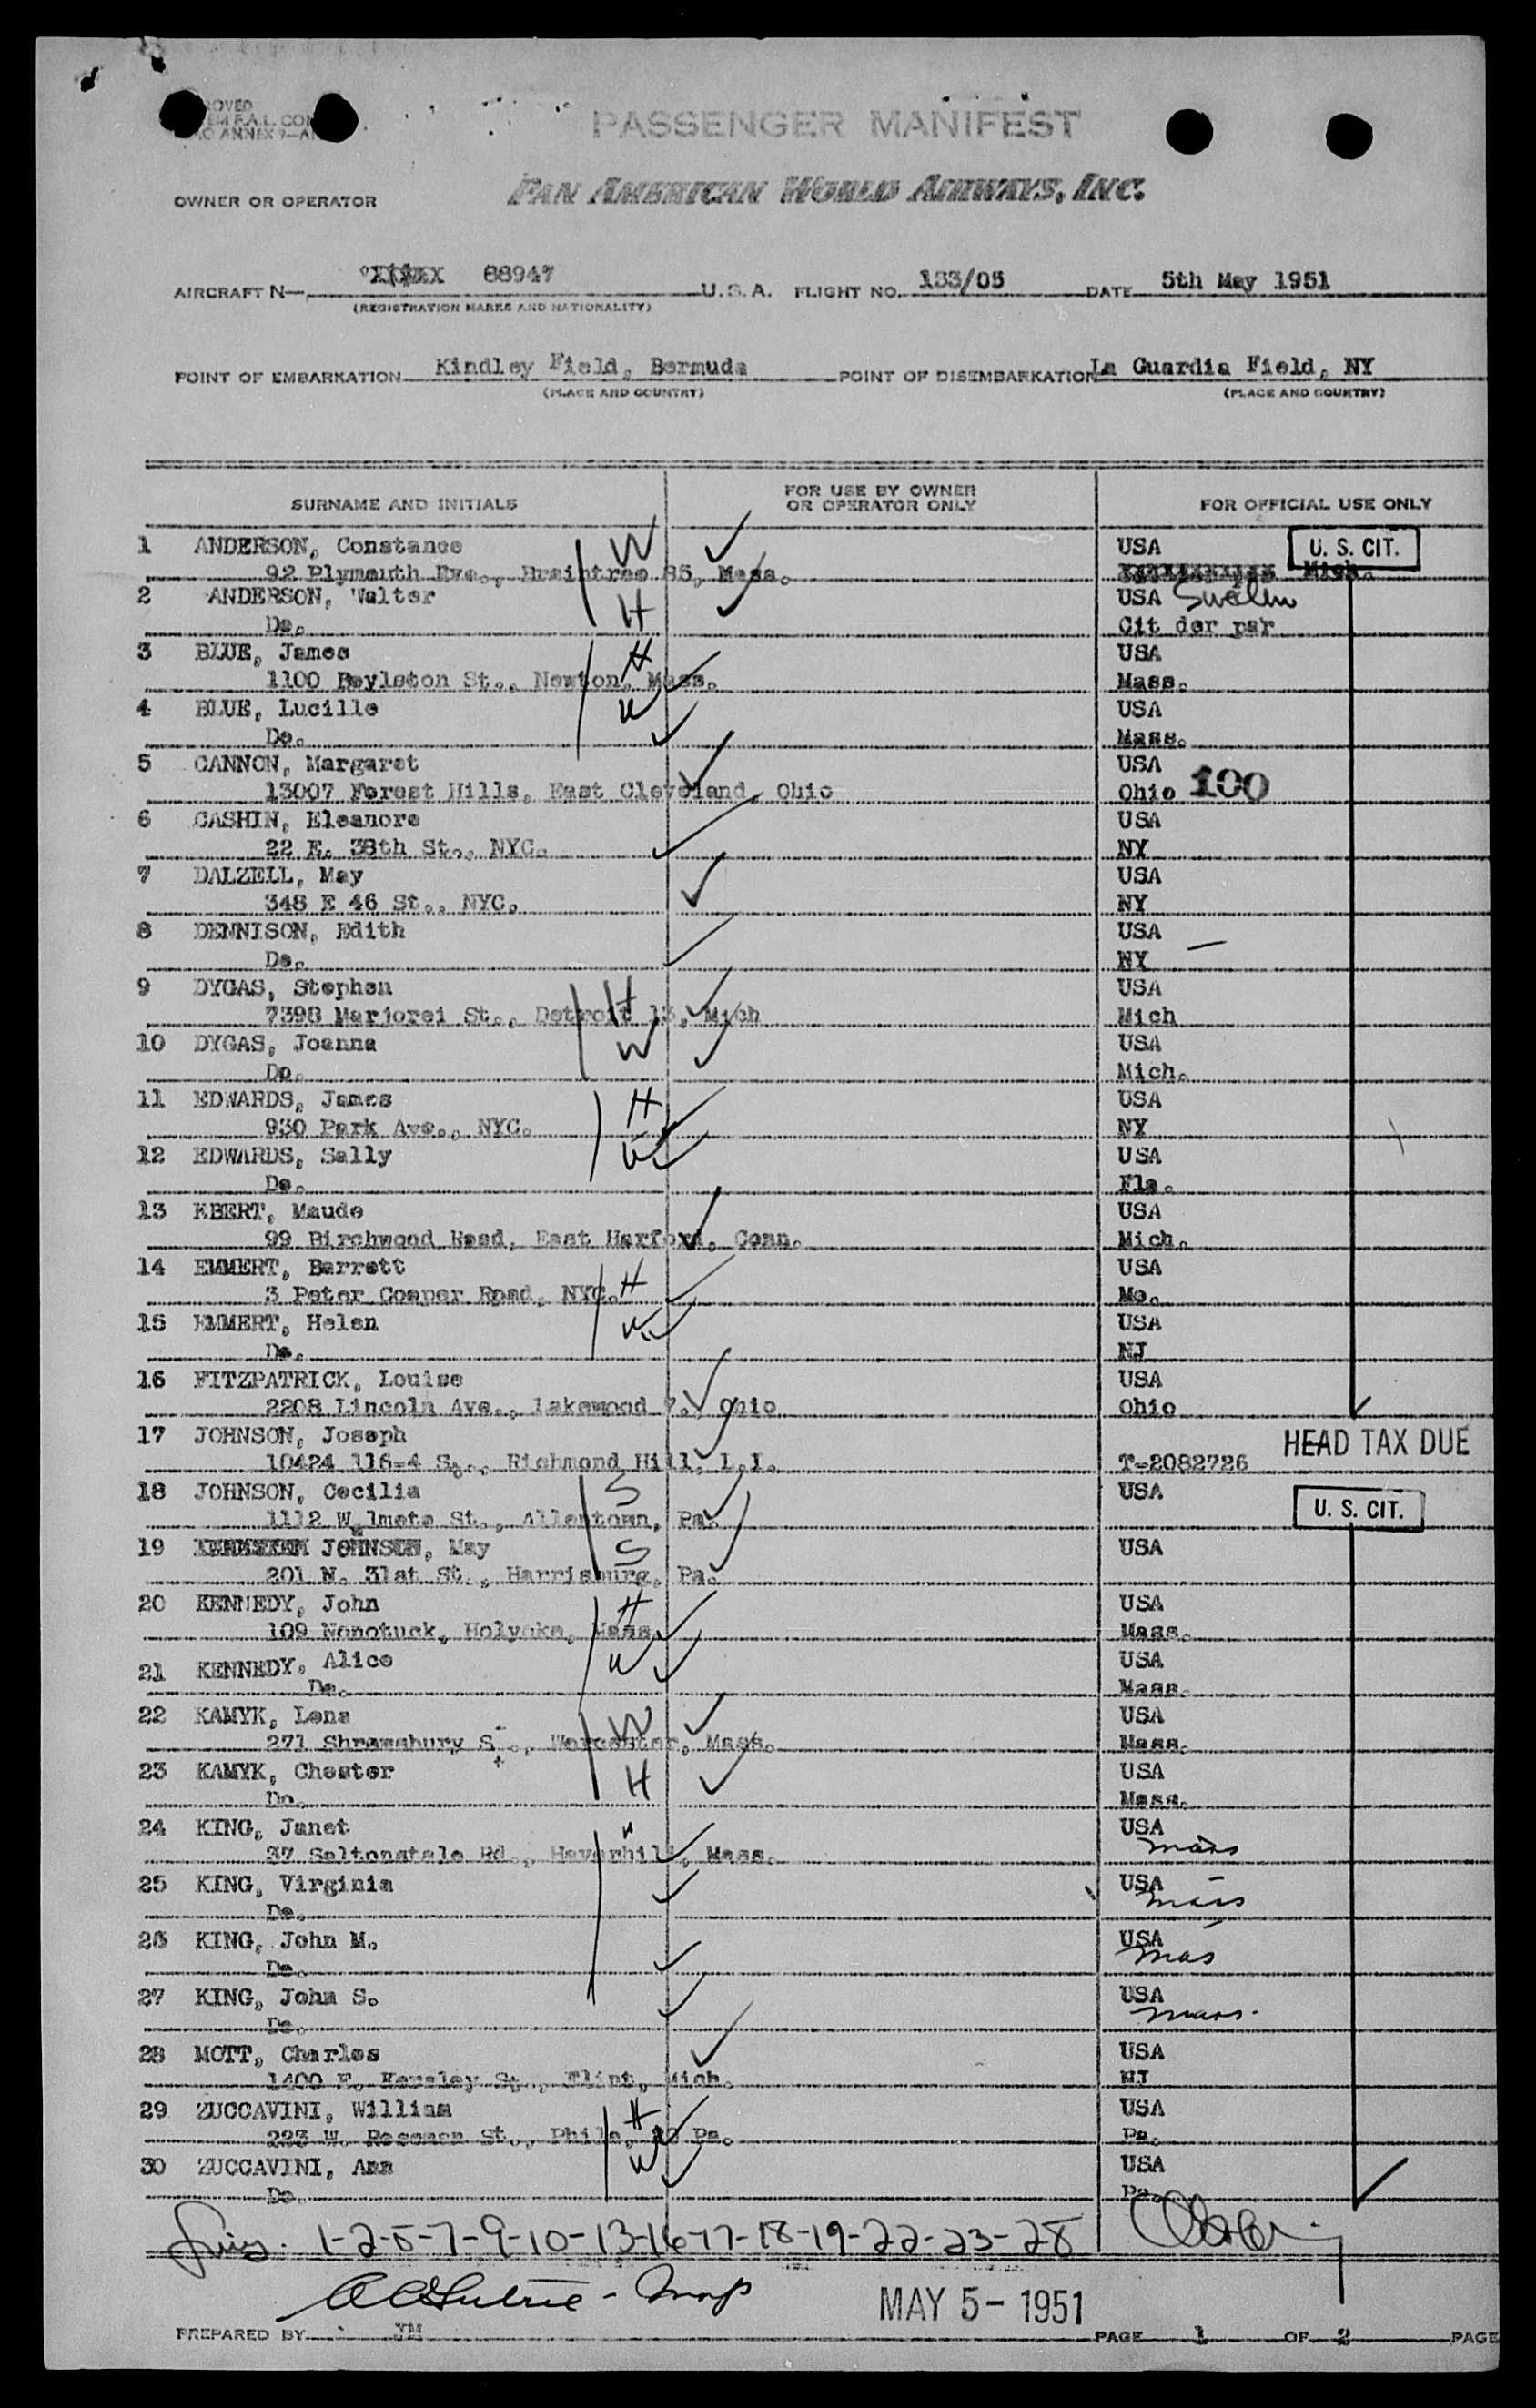 PASSENGER MANIFEST
OWNER OR OPERATOR PAN AMERICAN WORLD AIRWAYS, INC.
AIRCRAFT N— 88947 U.S.A. FLIGHT NO. 133/05 DATE 5th May 1951
(REGISTRATION MARKS AND NATIONALITY)
POINT OF EMBARKATION Kindley Field, Bermuda POINT OF DISEMBARKATION La Guardia Field, NY
(PLACE AND COUNTRY) (PLACE AND COUNTRY)
SURNAME AND INITIALS FOR USE BY OWNER OR OPERATOR ONLY FOR OFFICIAL USE ONLY
1 ANDERSON, Constance W USA U. S. CIT.
92 Plymouth Ave., Braintree 85, Mass. Mich.
2 ANDERSON, Walter H USA Sweden
Do. Cit der par
3 BLUE, James H USA
1100 Boylston St., Newton, Mass. Mass.
4 BLUE, Lucille W USA
Do. Mass.
5 CANNON, Margaret USA
13007 Forest Hills, East Cleveland, Ohio Ohio 100
6 CASHIN, Eleanore USA
22 E. 38th St., NYC. NY
7 DALZELL, May USA
348 E 46 St., NYC. NY
8 DENNISON, Edith USA
Do. NY
9 DYGAS, Stephen H USA
7398 Marjorei St., Detroit 13, Mich Mich
10 DYGAS, Joanna W USA
Do. Mich.
11 EDWARDS, James H USA
930 Park Ave., NYC. NY
12 EDWARDS, Sally W USA
Do. Fla.
13 EBERT, Maude USA
99 Birchwood Road, East Harford, Conn. Mich.
14 EMMERT, Barrett H USA
3 Peter Cooper Road, NYC. Mo.
15 EMMERT, Helen W USA
Do. NJ
16 FITZPATRICK, Louise USA
2208 Lincoln Ave., Lakewood 7, Ohio Ohio
17 JOHNSON, Joseph HEAD TAX DUE
10424 116-4 St., Richmond Hill, L.I. T-2082726
18 JOHNSON, Cecilia S USA U. S. CIT.
1112 W lmots St., Allentown, Pa.
19 JOHNSON, May S USA
201 N. 31st St., Harrisburg, Pa.
20 KENNEDY, John H USA
109 Nonotuck, Holyoke, Mass. Mass.
21 KENNEDY, Alice W USA
Do. Mass.
22 KAMYK, Lena W USA
271 Shrewsbury St., Worcester, Mass. Mass.
23 KAMYK, Chester H USA
Do. Mass.
24 KING, Janet USA
37 Saltonstale Rd., Haverhill, Mass. Mass
25 KING, Virginia USA
Do. Mass
26 KING, John M. USA
Do. Mas
27 KING, John S. USA
Do. Mass.
28 MOTT, Charles USA
1400 E. Kersley St., Flint, Mich. NJ
29 ZUCCAVINI, William H USA
223 W. St., Phila, Pa. Pa.
30 ZUCCAVINI, Ann W USA
Do. Pa.
1-2-5-7-9-10-13-16-17-18-19-22-23-28
MAY 5 - 1951
PREPARED BY JM PAGE 1 OF 2 PAGE